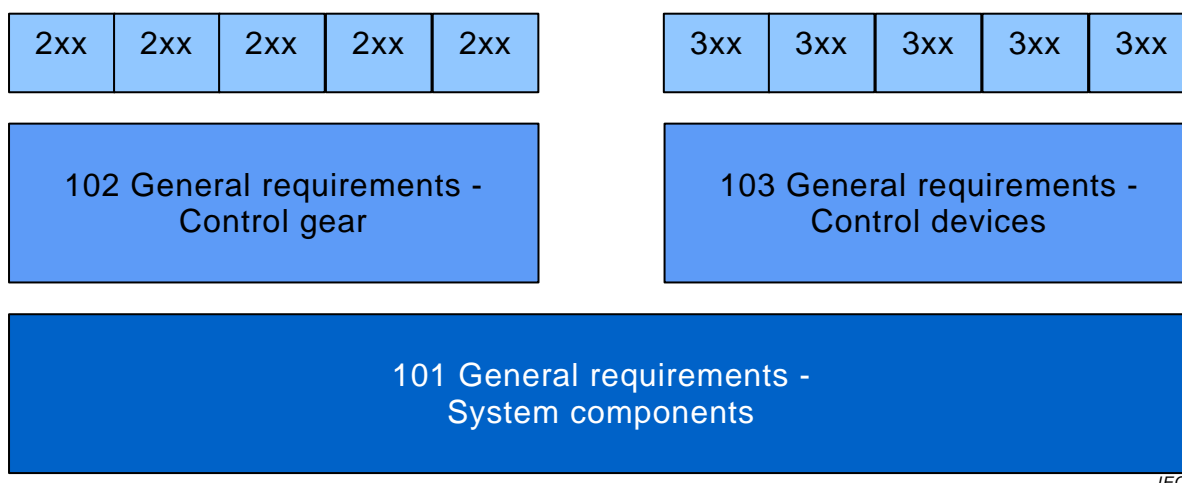 2xx 2xx 2xx 2xx 2xx 3xx 3xx 3xx 3xx 3xx
102 General requirements -
Control gear
103 General requirements -
Control devices
101 General requirements -
System components